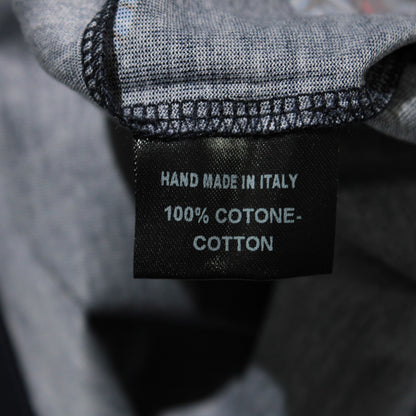 HAND MADE IN ITALY
100% COTONE-
COTTON